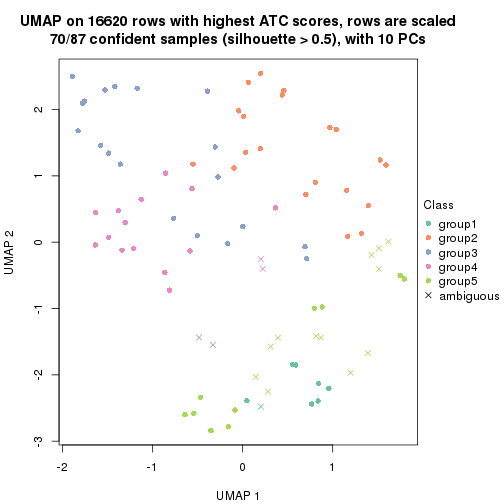 UMAP on 16620 rows with highest ATC scores, rows are scaled
70/87 confident samples (silhouette > 0.5), with 10 PCs
UMAP 2
2
1
0
-1
-2
-3
-2
-1
0
1
UMAP 1
Class
group1
group2
group3
group4
group5
ambiguous